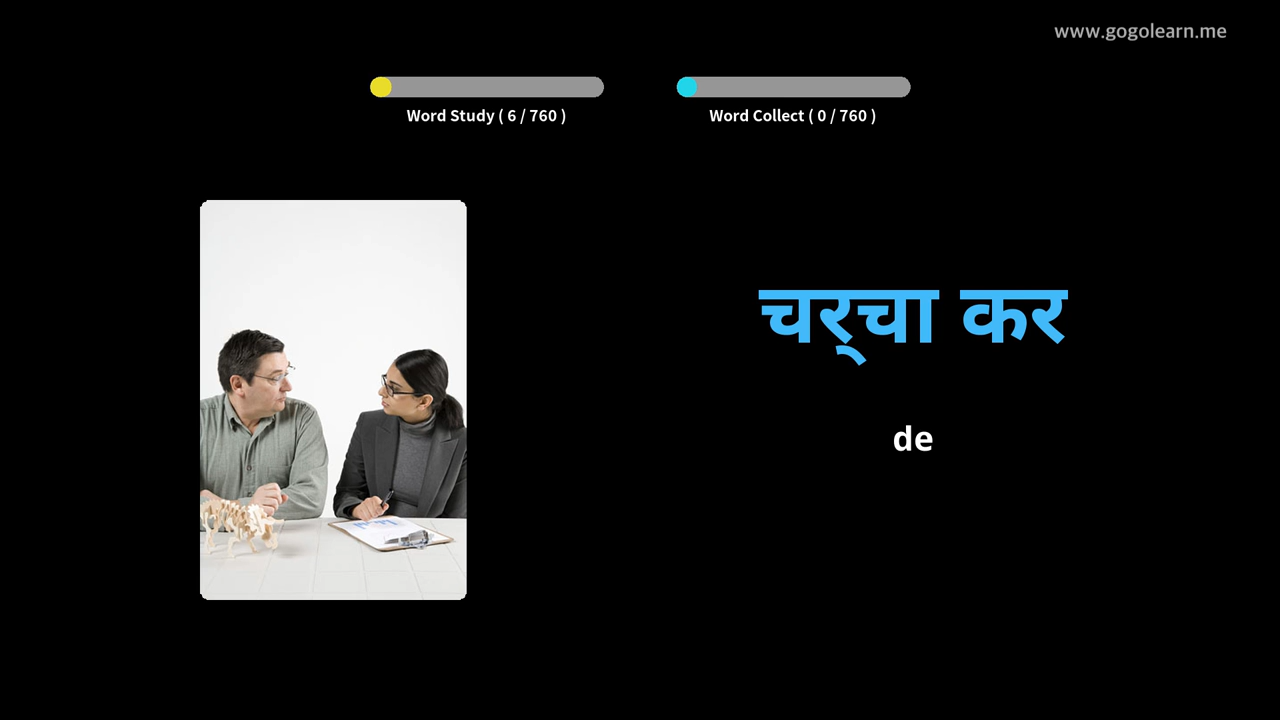 www.gogolearn.me
Word Study ( 6 / 760 )
Word Collect ( 0 / 760 )
चर्‌चा कर
de